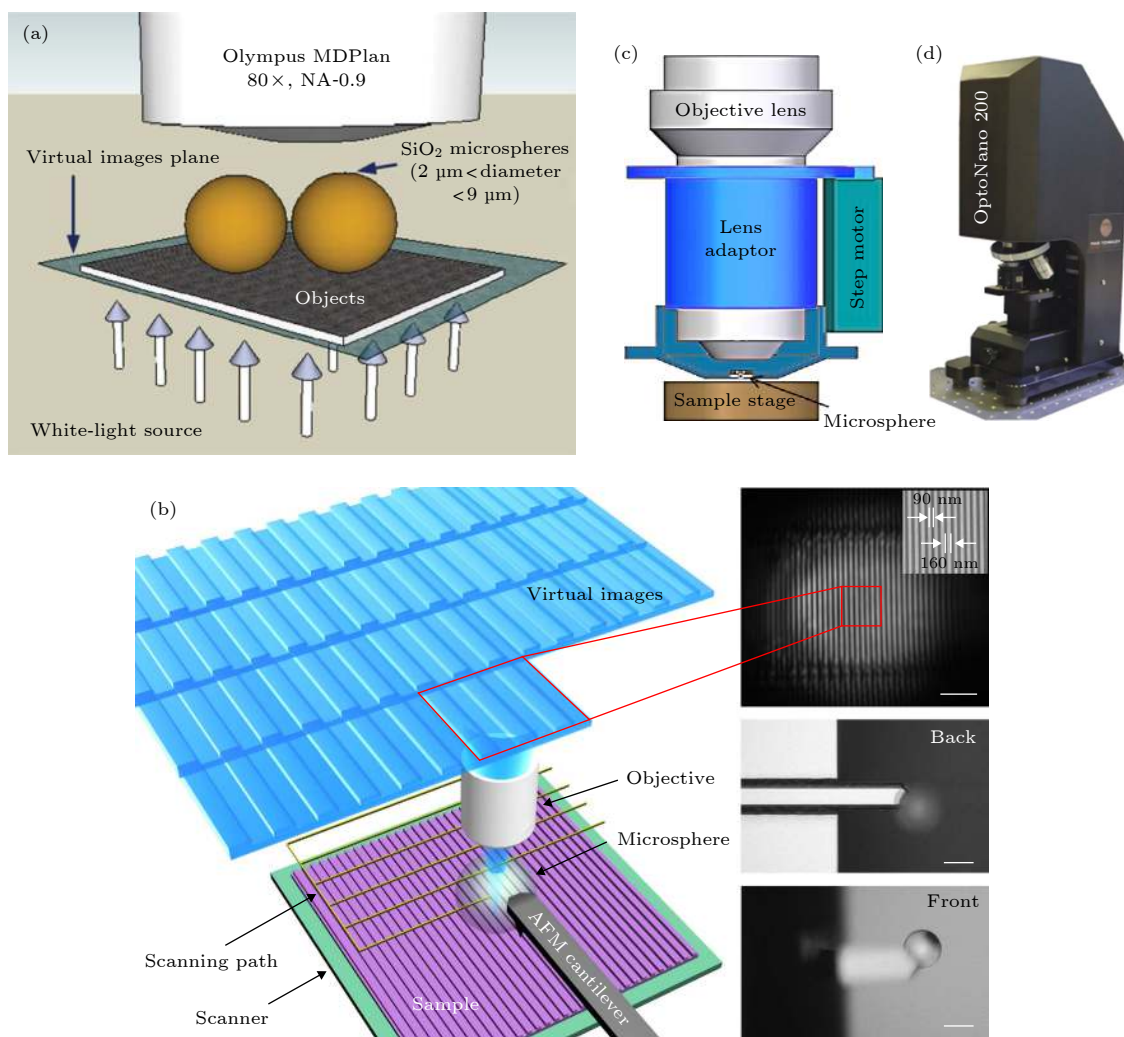 (a)
Olympus MDPlan
80×, NA-0.9
Virtual images plane
SiO₂ microspheres
(2 µm<diameter
<9 µm)
Objects
White-light source
(c)
Objective lens
Lens
adaptor
Step motor
Sample stage
Microsphere
(d)
OptoNano 200
(b)
Virtual images
Objective
Microsphere
AFM cantilever
Scanning path
Scanner
Sample
90 nm
160 nm
Back
Front